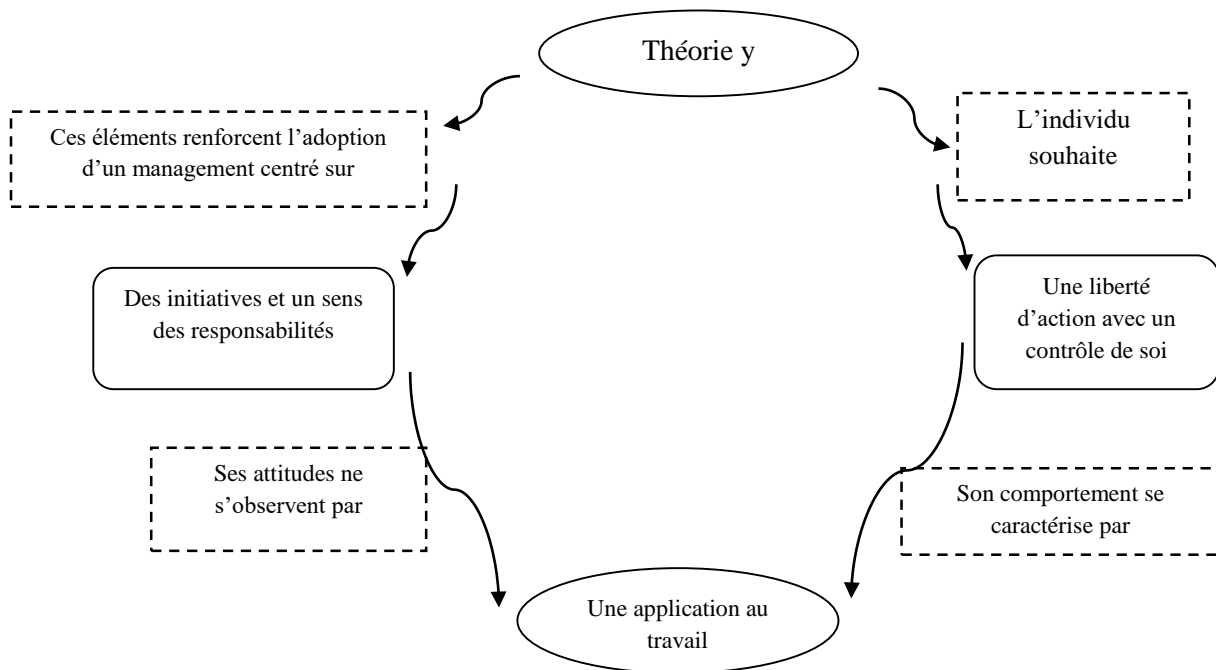 Théorie y
Ces éléments renforcent l’adoption
d’un management centré sur
L’individu
souhaite
Des initiatives et un sens
des responsabilités
Une liberté
d’action avec un
contrôle de soi
Ses attitudes ne
s’observent par
Son comportement se
caractérise par
Une application au
travail